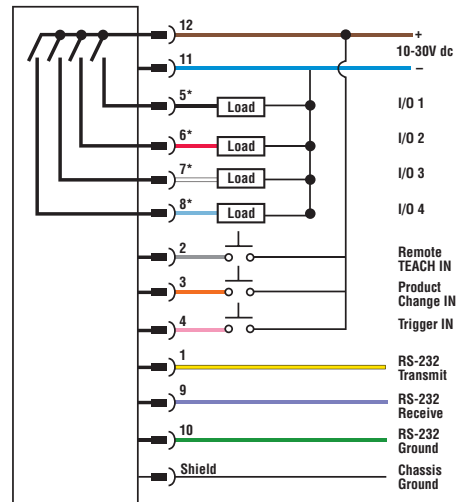 12
+
10-30V dc
11
–
5*
Load
I/O 1
6*
Load
I/O 2
7*
Load
I/O 3
8*
Load
I/O 4
2
Remote
TEACH IN
3
Product
Change IN
4
Trigger IN
1
RS-232
Transmit
9
RS-232
Receive
10
RS-232
Ground
Shield
Chassis
Ground